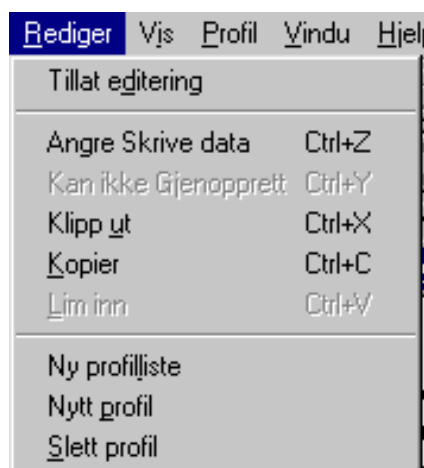 Rediger Vis Profil Vindu Hjel
Tillat editering
Angre Skrive data Ctrl+Z
Kan ikke Gjenopprett Ctrl+Y
Klipp ut Ctrl+X
Kopier Ctrl+C
Lim inn Ctrl+V
Ny profilliste
Nytt profil
Slett profil